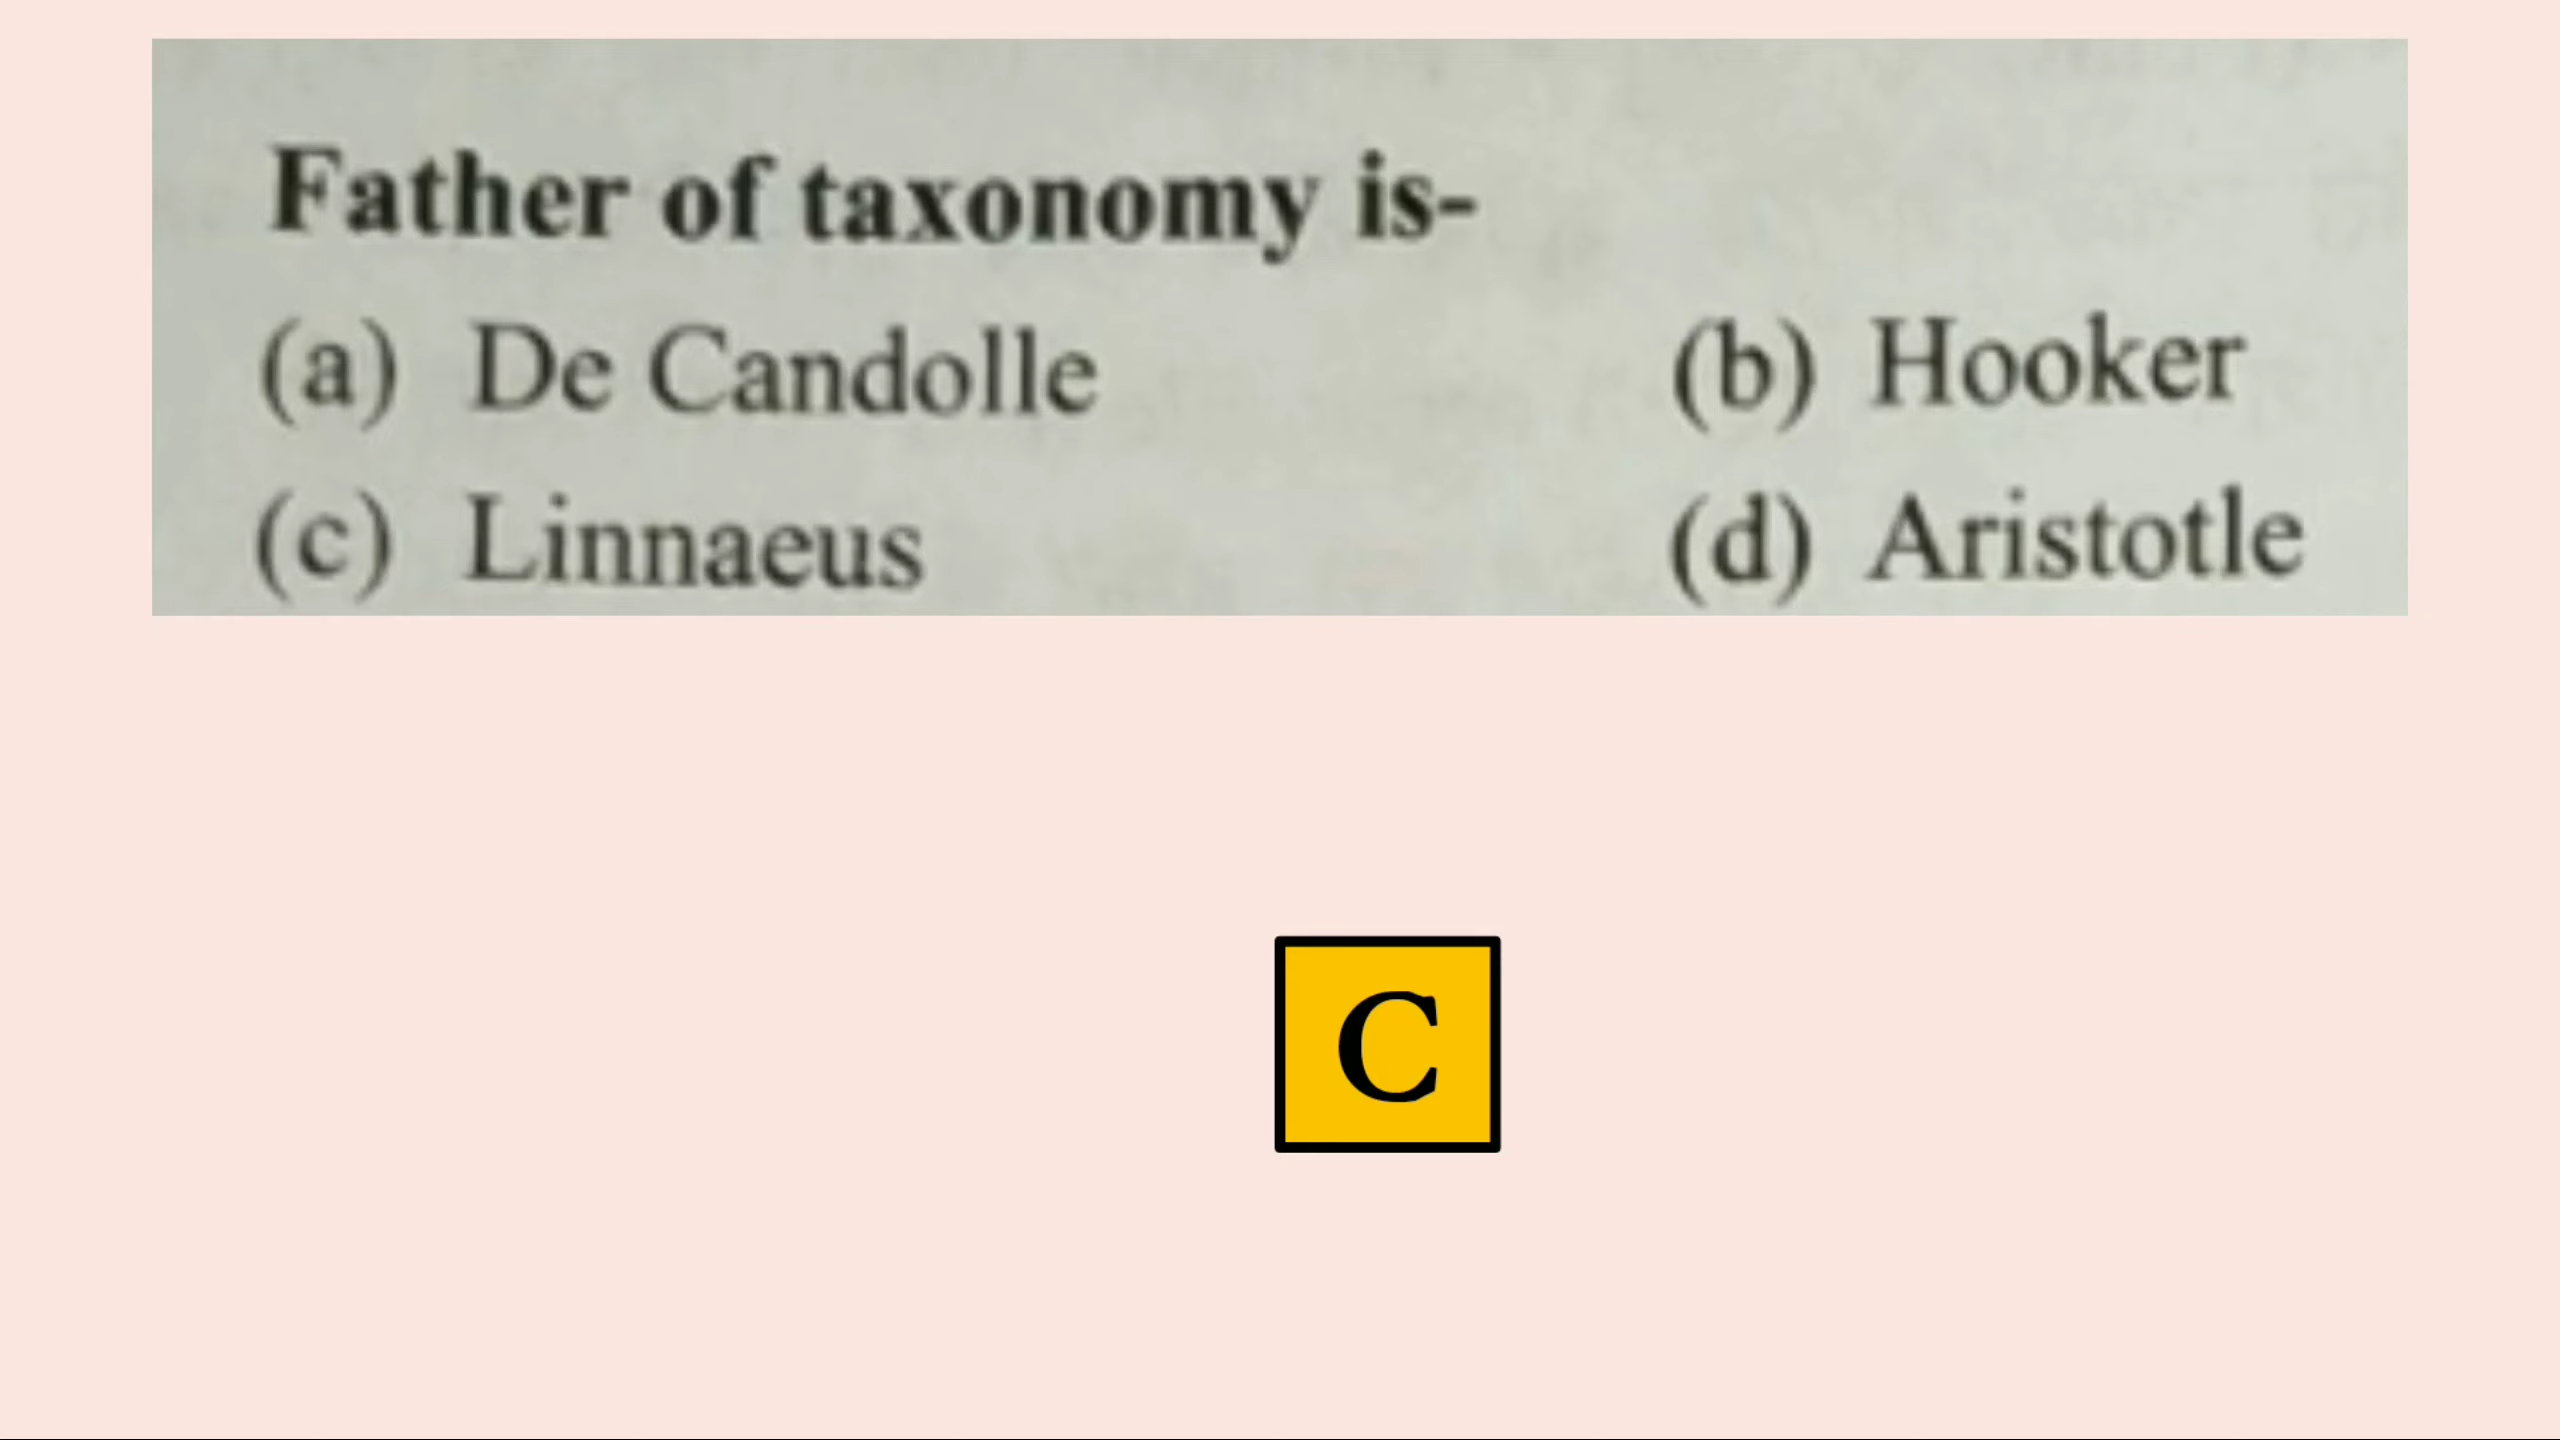 Father of taxonomy is-
(a) De Candolle (b) Hooker
(c) Linnaeus (d) Aristotle
C